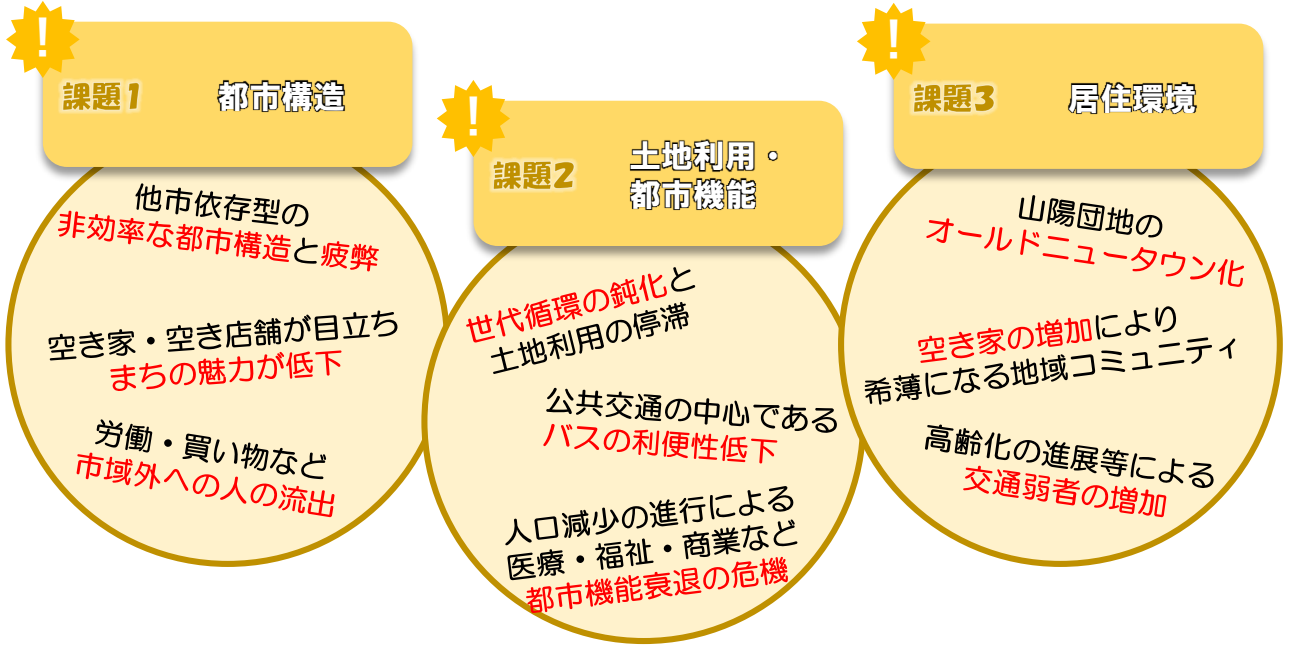 !
課題1 都市構造
他市依存型の
非効率な都市構造と疲弊
空き家・空き店舗が目立ち
まちの魅力が低下
労働・買い物など
市域外への人の流出
!
課題2 土地利用・
都市機能
世代循環の鈍化と
土地利用の停滞
公共交通の中心である
バスの利便性低下
人口減少の進行による
医療・福祉・商業など
都市機能衰退の危機
!
課題3 居住環境
山陽団地の
オールドニュータウン化
空き家の増加により
希薄になる地域コミュニティ
高齢化の進展等による
交通弱者の増加